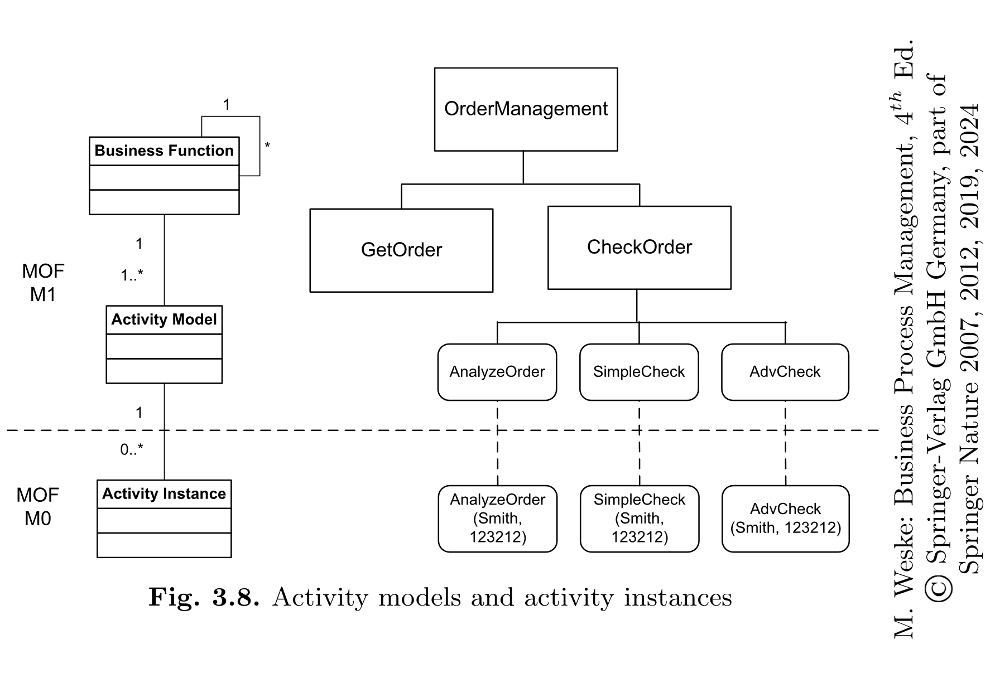 1
*
Business Function
1
1..*
MOF
M1
Activity Model
1
0..*
MOF
M0
Activity Instance
OrderManagement
GetOrder
CheckOrder
AnalyzeOrder
SimpleCheck
AdvCheck
AnalyzeOrder
(Smith,
123212)
SimpleCheck
(Smith,
123212)
AdvCheck
(Smith, 123212)
Fig. 3.8. Activity models and activity instances
M. Weske: Business Process Management, 4th Ed.
© Springer-Verlag GmbH Germany, part of
Springer Nature 2007, 2012, 2019, 2024